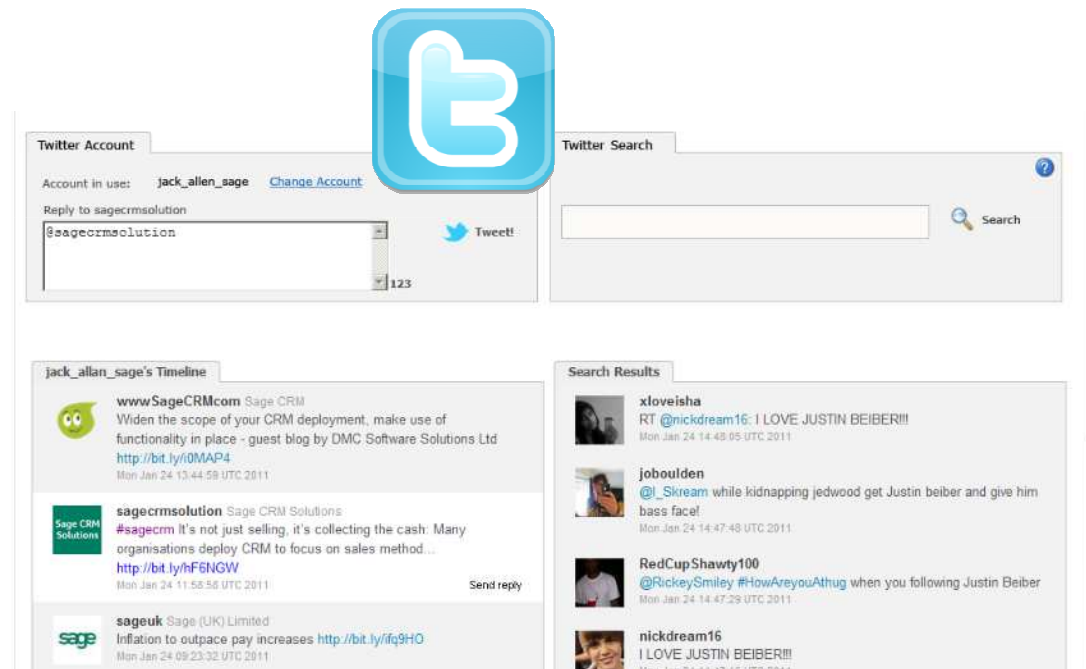 Twitter Account
Account in use: jack_allen_sage Change Account
Reply to sagecrmsolution
@sagecrmsolution
Tweet!
123
Twitter Search
Search
jack_allan_sage's Timeline
wwwSageCRMcom Sage CRM
Widen the scope of your CRM deployment, make use of
functionality in place - guest blog by DMC Software Solutions Ltd
http://bit.ly/i0MAP4
Mon Jan 24 13:44:59 UTC 2011
Sage CRM
Solutions
sagecrmsolution Sage CRM Solutions
#sagecrm It's not just selling, it's collecting the cash: Many
organisations deploy CRM to focus on sales method...
http://bit.ly/hF6NGW
Mon Jan 24 11:58:58 UTC 2011
Send reply
sage
sageuk Sage (UK) Limited
Inflation to outpace pay increases http://bit.ly/ifq9HO
Mon Jan 24 09:23:32 UTC 2011
Search Results
xloveisha
RT @nickdream16: I LOVE JUSTIN BEIBER!!!
Mon Jan 24 14:48:05 UTC 2011
joboulden
@I_Skream while kidnapping jedwood get Justin beiber and give him
bass face!
Mon Jan 24 14:47:48 UTC 2011
RedCupShawty100
@RickeySmiley #HowAreyouAthug when you following Justin Beiber
Mon Jan 24 14:47:29 UTC 2011
nickdream16
I LOVE JUSTIN BEIBER!!!